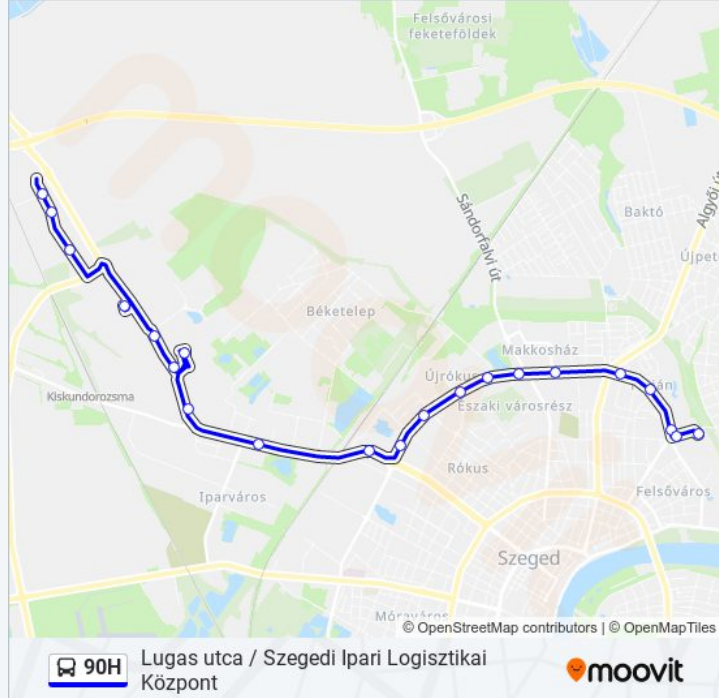 Felsővárosi
feketeföldek
Sándorfalvi út
Baktó
Algyői út
Béketelep
Makkosház
Újrókus
Kiskundorozsma
Északi városrész
Rókus
Iparváros
Felsőváros
Szeged
Móraváros
© OpenStreetMap contributors | © OpenMapTiles
90H
Lugas utca / Szegedi Ipari Logisztikai
Központ
moovit